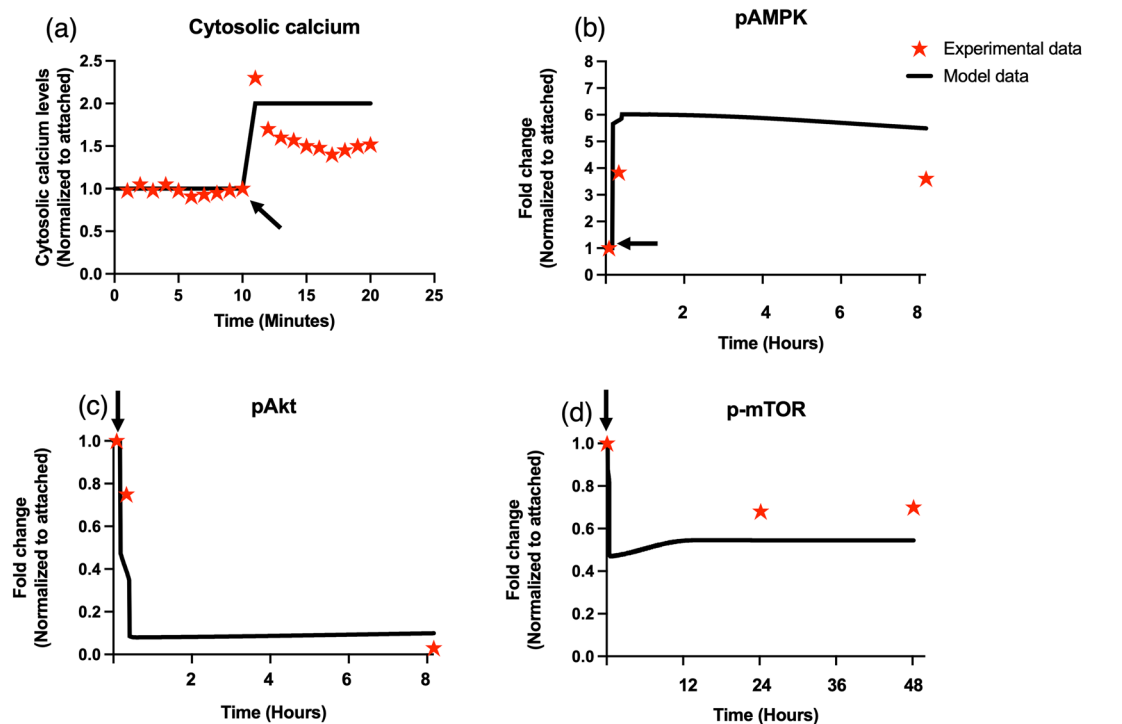 (a)
Cytosolic calcium
Cytosolic calcium levels
(Normalized to attached)
2.5
2.0
1.5
1.0
0.5
0.0
0 5 10 15 20 25
Time (Minutes)
(b)
pAMPK
Experimental data
Model data
Fold change
(Normalized to attached)
8
7
6
5
4
3
2
1
0
2 4 6 8
Time (Hours)
(c)
pAkt
Fold change
(Normalized to attached)
1.0
0.8
0.6
0.4
0.2
0.0
2 4 6 8
Time (Hours)
(d)
p-mTOR
Fold change
(Normalized to attached)
1.0
0.8
0.6
0.4
0.2
0.0
12 24 36 48
Time (Hours)